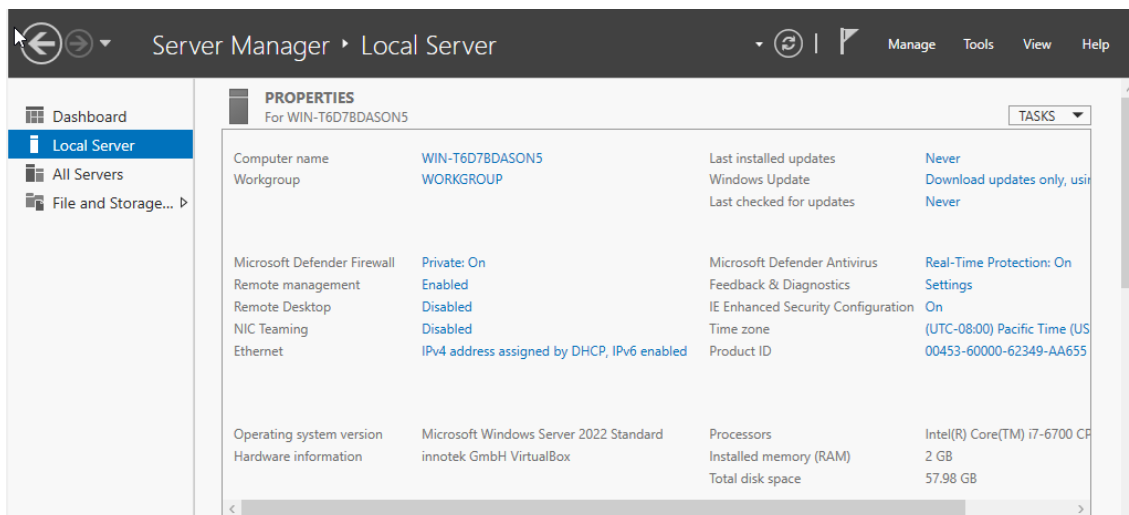 Server Manager ‣ Local Server
Manage Tools View Help
Dashboard
Local Server
All Servers
File and Storage...
PROPERTIES
For WIN-T6D7BDASON5
TASKS
Computer name WIN-T6D7BDASON5
Workgroup WORKGROUP
Last installed updates Never
Windows Update Download updates only, usin
Last checked for updates Never
Microsoft Defender Firewall Private: On
Remote management Enabled
Remote Desktop Disabled
NIC Teaming Disabled
Ethernet IPv4 address assigned by DHCP, IPv6 enabled
Microsoft Defender Antivirus Real-Time Protection: On
Feedback & Diagnostics Settings
IE Enhanced Security Configuration On
Time zone (UTC-08:00) Pacific Time (US
Product ID 00453-60000-62349-AA655
Operating system version Microsoft Windows Server 2022 Standard
Hardware information innotek GmbH VirtualBox
Processors Intel(R) Core(TM) i7-6700 CP
Installed memory (RAM) 2 GB
Total disk space 57.98 GB